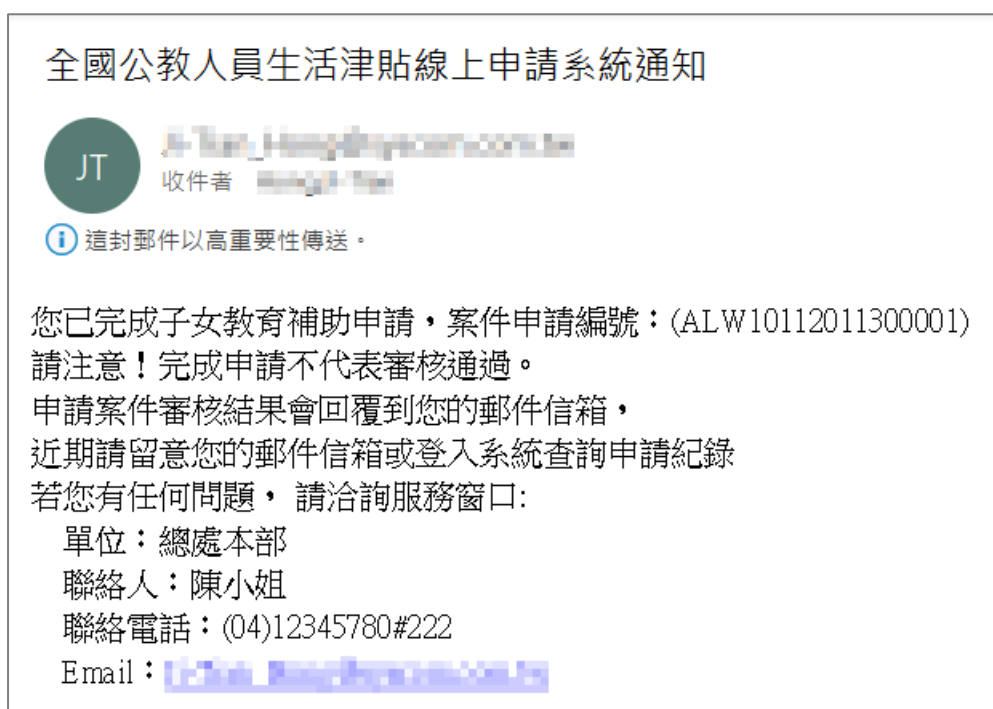 全國公教人員生活津貼線上申請系統通知
JT
收件者
這封郵件以高重要性傳送。
您已完成子女教育補助申請，案件申請編號：(ALW10112011300001)
請注意！完成申請不代表審核通過。
申請案件審核結果會回覆到您的郵件信箱，
近期請留意您的郵件信箱或登入系統查詢申請紀錄
若您有任何問題， 請洽詢服務窗口:
單位：總處本部
聯絡人：陳小姐
聯絡電話：(04)12345780#222
Email：